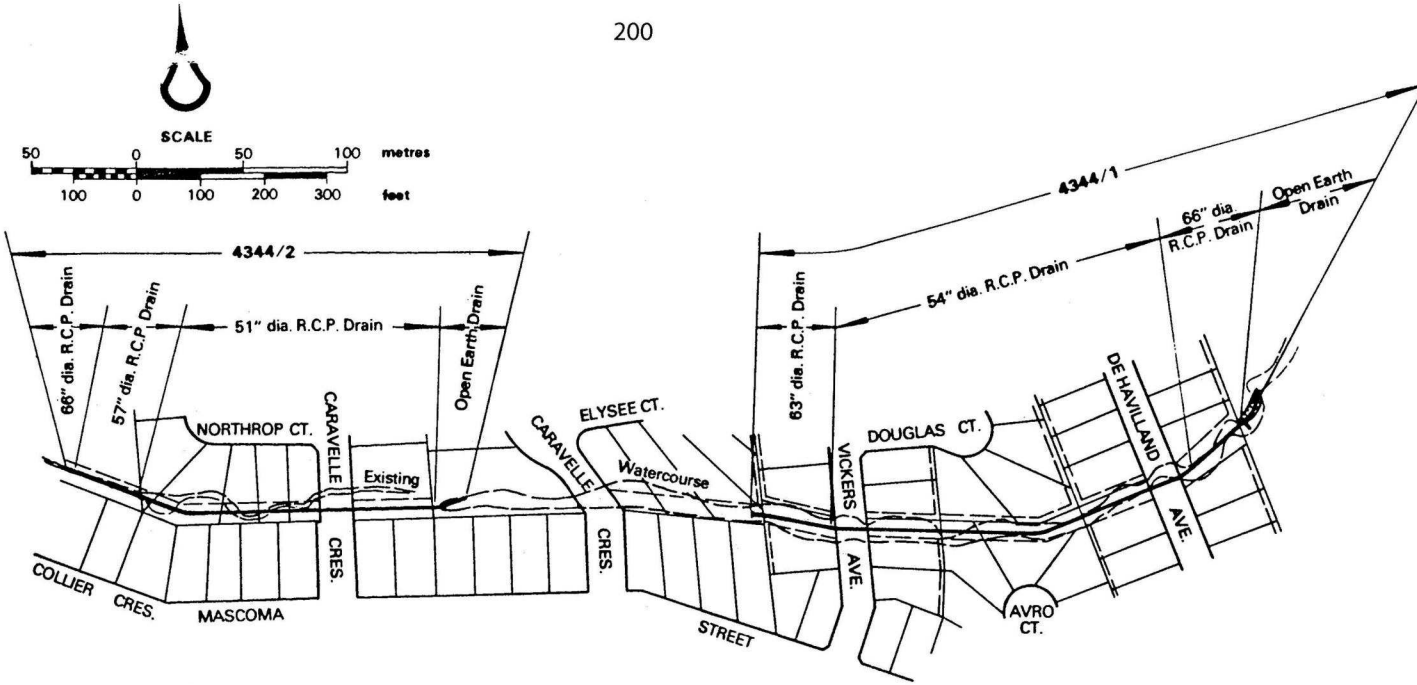 200
SCALE
50 0 50 100 metres
100 0 100 200 300 feet
4344/1
66" dia.
R.C.P. Drain
Open Earth
Drain
54" dia. R.C.P. Drain
63" dia. R.C.P. Drain
4344/2
66" dia. R.C.P. Drain
57" dia. R.C.P. Drain
51" dia. R.C.P. Drain
Open Earth Drain
NORTHROP CT.
CARAVELLE
CRES.
Existing
Watercourse
CARAVELLE
CRES.
ELYSEE CT.
VICKERS
AVE.
DOUGLAS CT.
DE HAVILLAND
AVE.
AVRO
CT.
COLLIER CRES.
MASCOMA
STREET